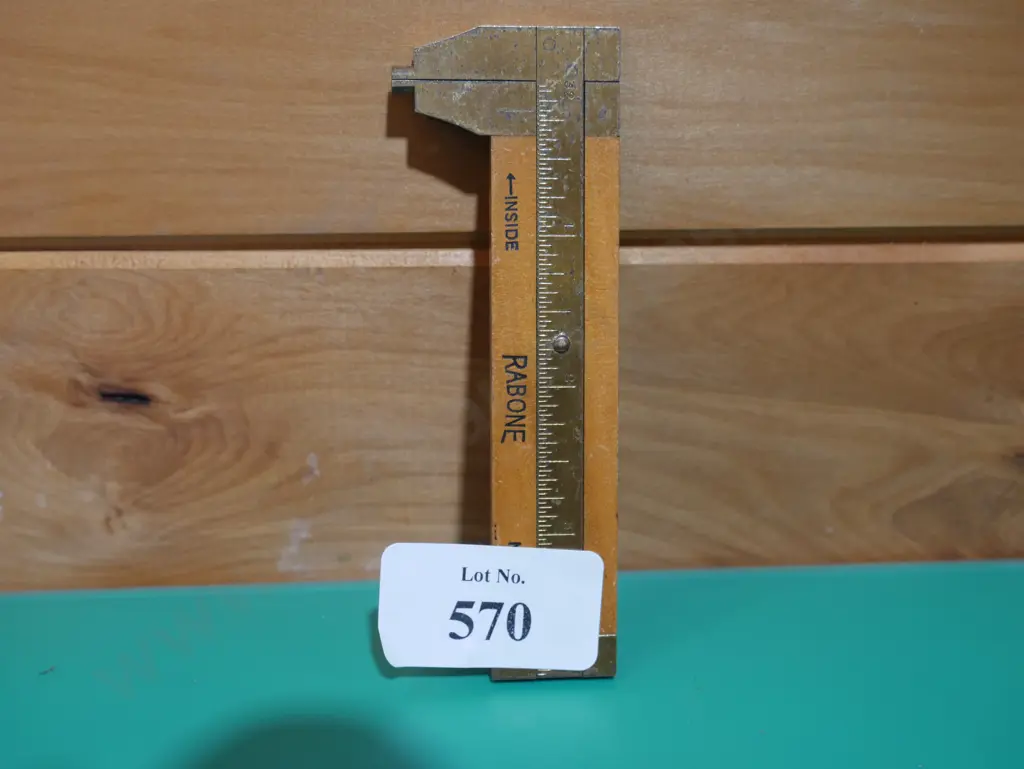 ←INSIDE
RABONE
Lot No.
570